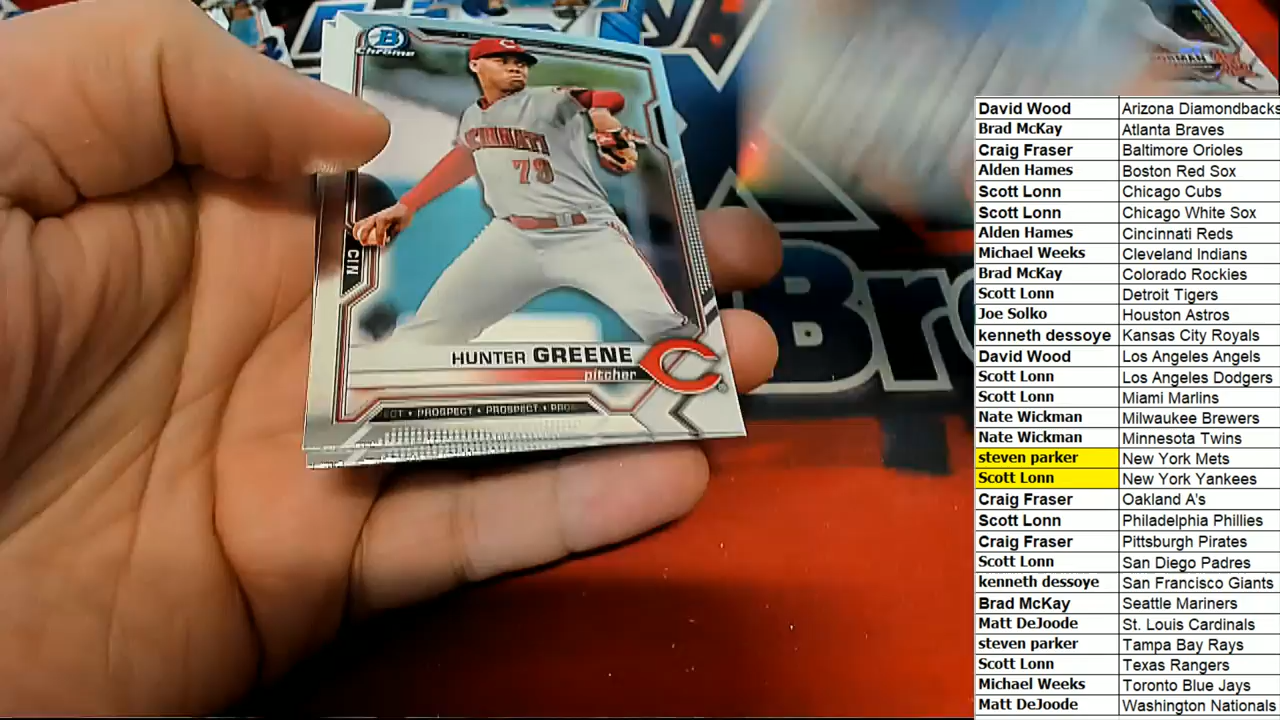 B
Chrome
CINCINNATI
78
CIN
HUNTER GREENE
pitcher
C
PROSPECT • PROSPECT •
Br
David Wood Arizona Diamondbacks
Brad McKay Atlanta Braves
Craig Fraser Baltimore Orioles
Alden Hames Boston Red Sox
Scott Lonn Chicago Cubs
Scott Lonn Chicago White Sox
Alden Hames Cincinnati Reds
Michael Weeks Cleveland Indians
Brad McKay Colorado Rockies
Scott Lonn Detroit Tigers
Joe Solko Houston Astros
kenneth dessoye Kansas City Royals
David Wood Los Angeles Angels
Scott Lonn Los Angeles Dodgers
Scott Lonn Miami Marlins
Nate Wickman Milwaukee Brewers
Nate Wickman Minnesota Twins
steven parker New York Mets
Scott Lonn New York Yankees
Craig Fraser Oakland A's
Scott Lonn Philadelphia Phillies
Craig Fraser Pittsburgh Pirates
Scott Lonn San Diego Padres
kenneth dessoye San Francisco Giants
Brad McKay Seattle Mariners
Matt DeJoode St. Louis Cardinals
steven parker Tampa Bay Rays
Scott Lonn Texas Rangers
Michael Weeks Toronto Blue Jays
Matt DeJoode Washington Nationals